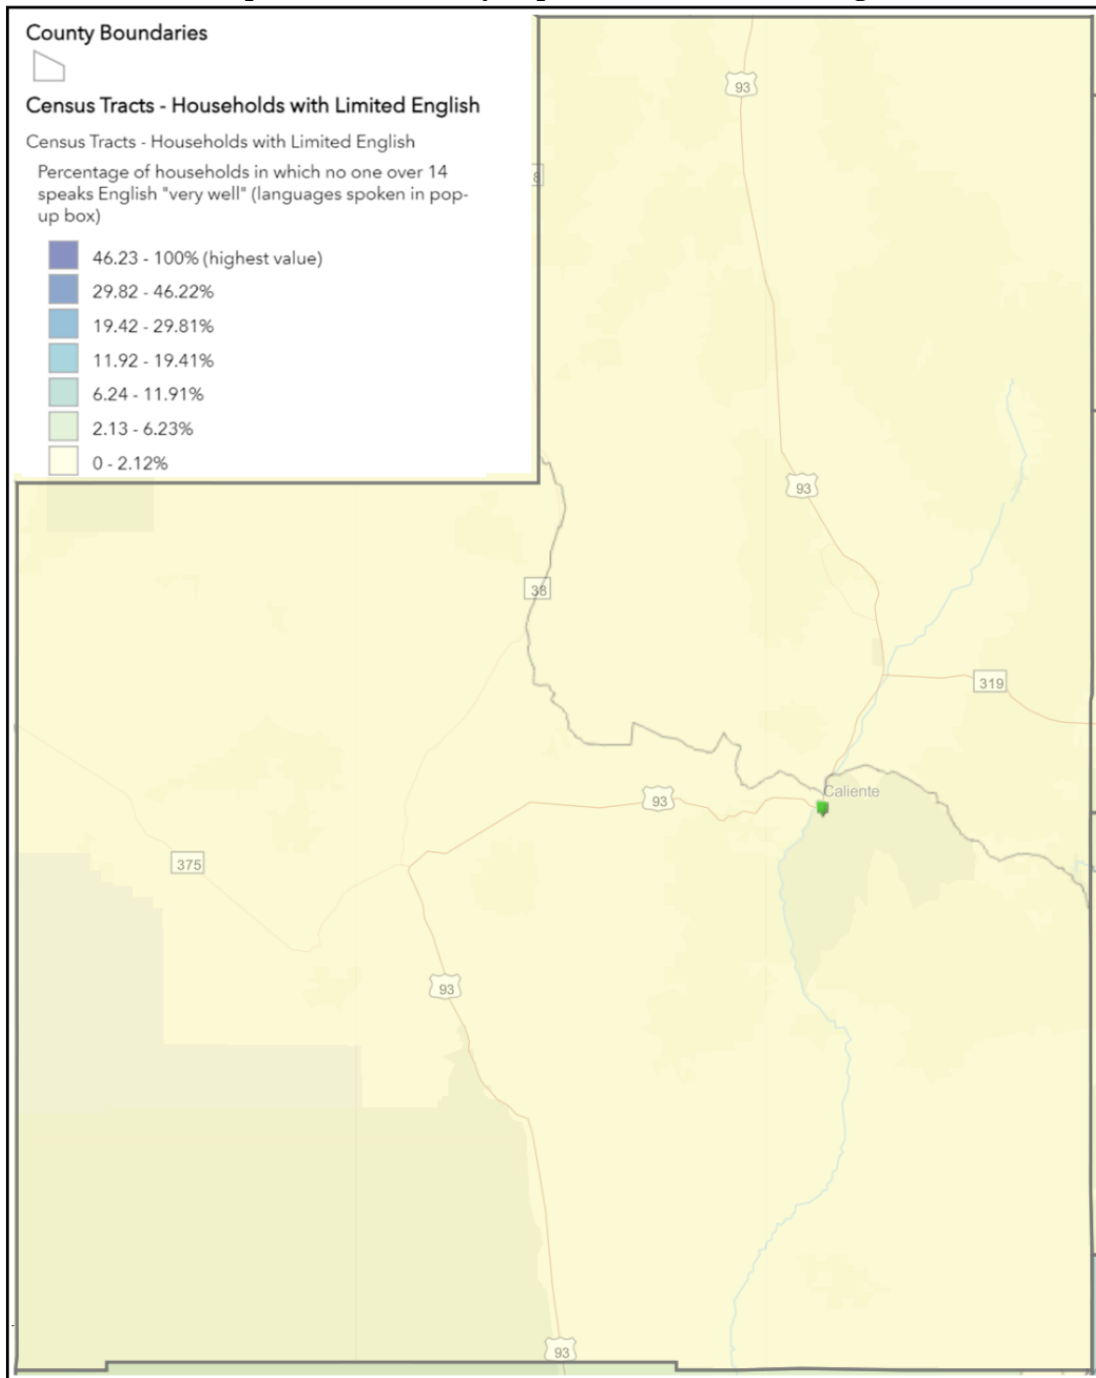 County Boundaries
Census Tracts - Households with Limited English
Census Tracts - Households with Limited English
Percentage of households in which no one over 14
speaks English "very well" (languages spoken in pop-
up box)
46.23 - 100% (highest value)
29.82 - 46.22%
19.42 - 29.81%
11.92 - 19.41%
6.24 - 11.91%
2.13 - 6.23%
0 - 2.12%
93
8
93
38
319
Caliente
93
375
93
93